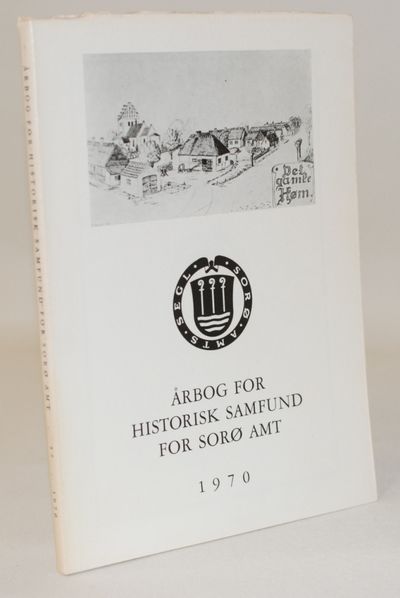 Det
gamle
Høm.
SORØ · AMTS · SEGL ·
ÅRBOG FOR
HISTORISK SAMFUND
FOR SORØ AMT
1970
ÅRBOG FOR HISTORISK SAMFUND FOR SORØ AMT 1970